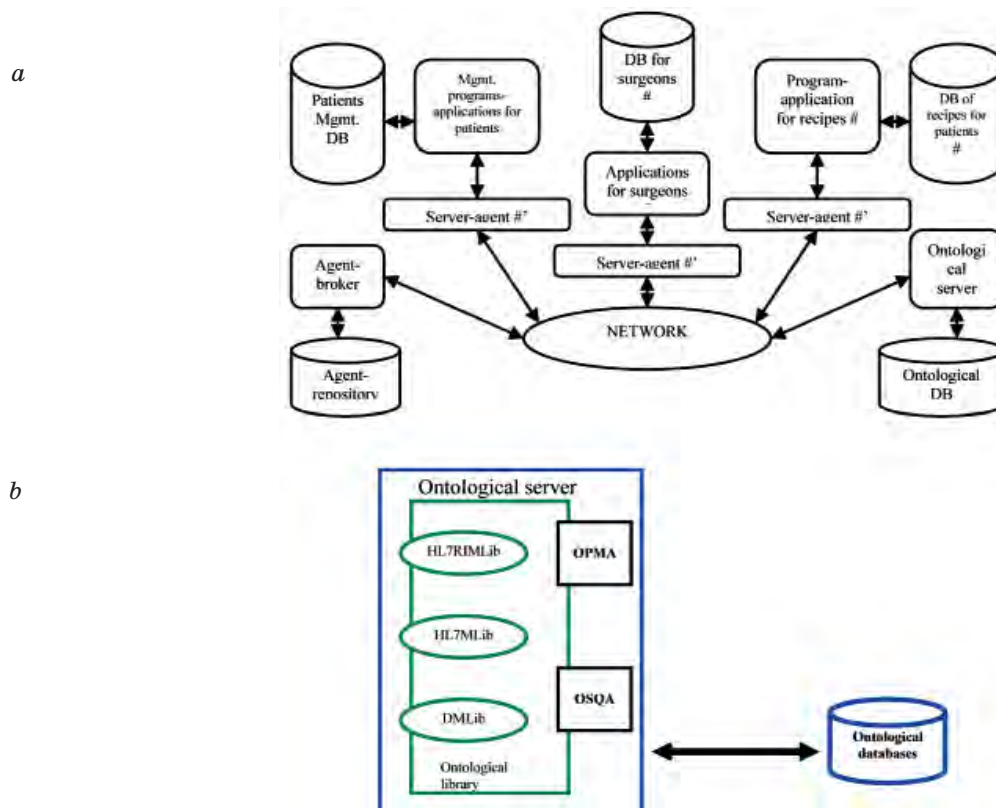 a
Patients
Mgmt.
DB
Mgmt.
programs-
applications for
patients
DB for
surgeons
#
Program-
application
for recipes #
DB of
recipes for
patients
#
Applications
for surgeons
Server-agent #'
Server-agent #'
Server-agent #'
Agent-
broker
Ontologi
cal
server
NETWORK
Agent-
repository
Ontological
DB
b
Ontological server
HL7RIMLib
OPMA
HL7MLib
OSQA
DMLib
Ontological
library
Ontological
databases